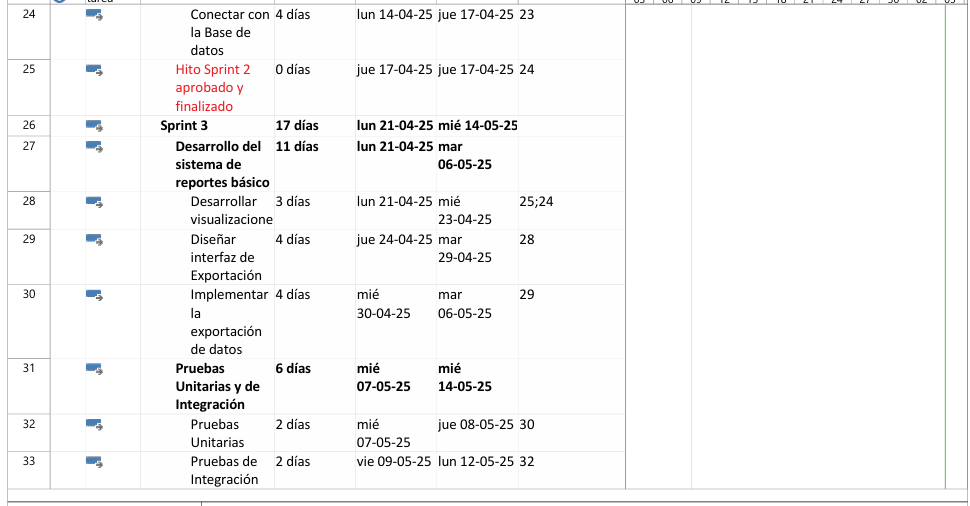 tarea
24 Conectar con 4 días lun 14-04-25 jue 17-04-25 23
la Base de
datos
25 Hito Sprint 2 0 días jue 17-04-25 jue 17-04-25 24
aprobado y
finalizado
26 Sprint 3 17 días lun 21-04-25 mié 14-05-25
27 Desarrollo del 11 días lun 21-04-25 mar
sistema de 06-05-25
reportes básico
28 Desarrollar 3 días lun 21-04-25 mié 25;24
visualizacione 23-04-25
29 Diseñar 4 días jue 24-04-25 mar 28
interfaz de 29-04-25
Exportación
30 Implementar 4 días mié mar 29
la 30-04-25 06-05-25
exportación
de datos
31 Pruebas 6 días mié mié
Unitarias y de 07-05-25 14-05-25
Integración
32 Pruebas 2 días mié jue 08-05-25 30
Unitarias 07-05-25
33 Pruebas de 2 días vie 09-05-25 lun 12-05-25 32
Integración